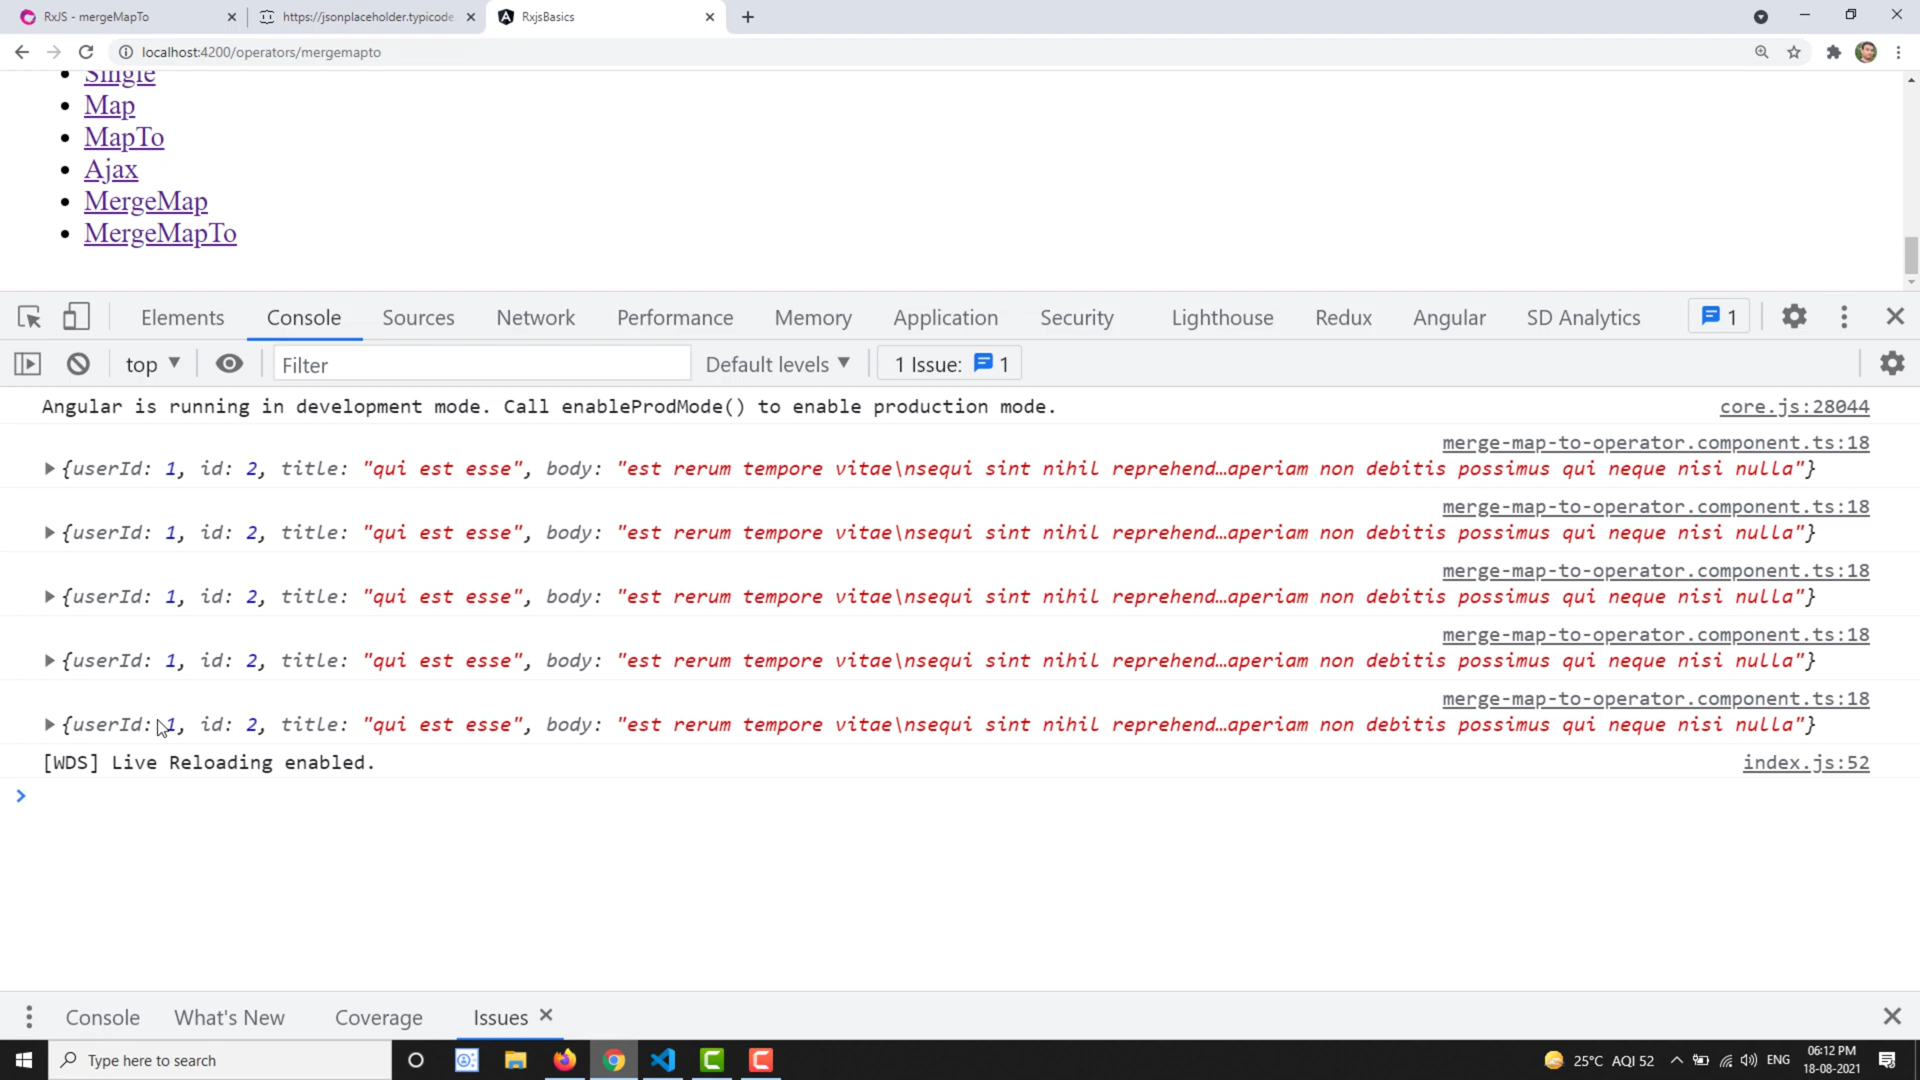 RxJS - mergeMapTo
https://jsonplaceholder.typicode.
RxjsBasics
localhost:4200/operators/mergemapto
Single
Map
MapTo
Ajax
MergeMap
MergeMapTo
Elements Console Sources Network Performance Memory Application Security Lighthouse Redux Angular SD Analytics 1
top Filter Default levels 1 Issue: 1
Angular is running in development mode. Call enableProdMode() to enable production mode. core.js:28044
merge-map-to-operator.component.ts:18
{userId: 1, id: 2, title: "qui est esse", body: "est rerum tempore vitae\nsequi sint nihil reprehend…aperiam non debitis possimus qui neque nisi nulla"}
merge-map-to-operator.component.ts:18
{userId: 1, id: 2, title: "qui est esse", body: "est rerum tempore vitae\nsequi sint nihil reprehend…aperiam non debitis possimus qui neque nisi nulla"}
merge-map-to-operator.component.ts:18
{userId: 1, id: 2, title: "qui est esse", body: "est rerum tempore vitae\nsequi sint nihil reprehend…aperiam non debitis possimus qui neque nisi nulla"}
merge-map-to-operator.component.ts:18
{userId: 1, id: 2, title: "qui est esse", body: "est rerum tempore vitae\nsequi sint nihil reprehend…aperiam non debitis possimus qui neque nisi nulla"}
merge-map-to-operator.component.ts:18
{userId: 1, id: 2, title: "qui est esse", body: "est rerum tempore vitae\nsequi sint nihil reprehend…aperiam non debitis possimus qui neque nisi nulla"}
[WDS] Live Reloading enabled. index.js:52
Console What's New Coverage Issues
Type here to search
25°C AQI 52 ENG
06:12 PM
18-08-2021